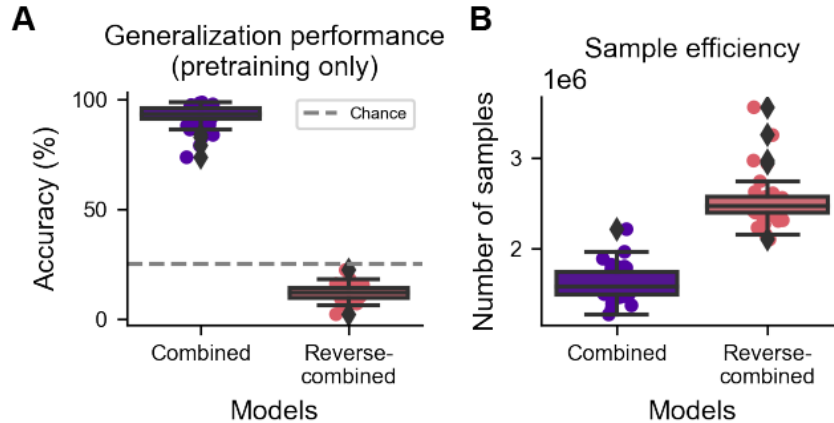 A
Generalization performance
(pretraining only)
100
50
0
Accuracy (%)
Chance
Combined
Reverse-
combined
Models
B
Sample efficiency
1e6
3
2
Number of samples
Combined
Reverse-
combined
Models